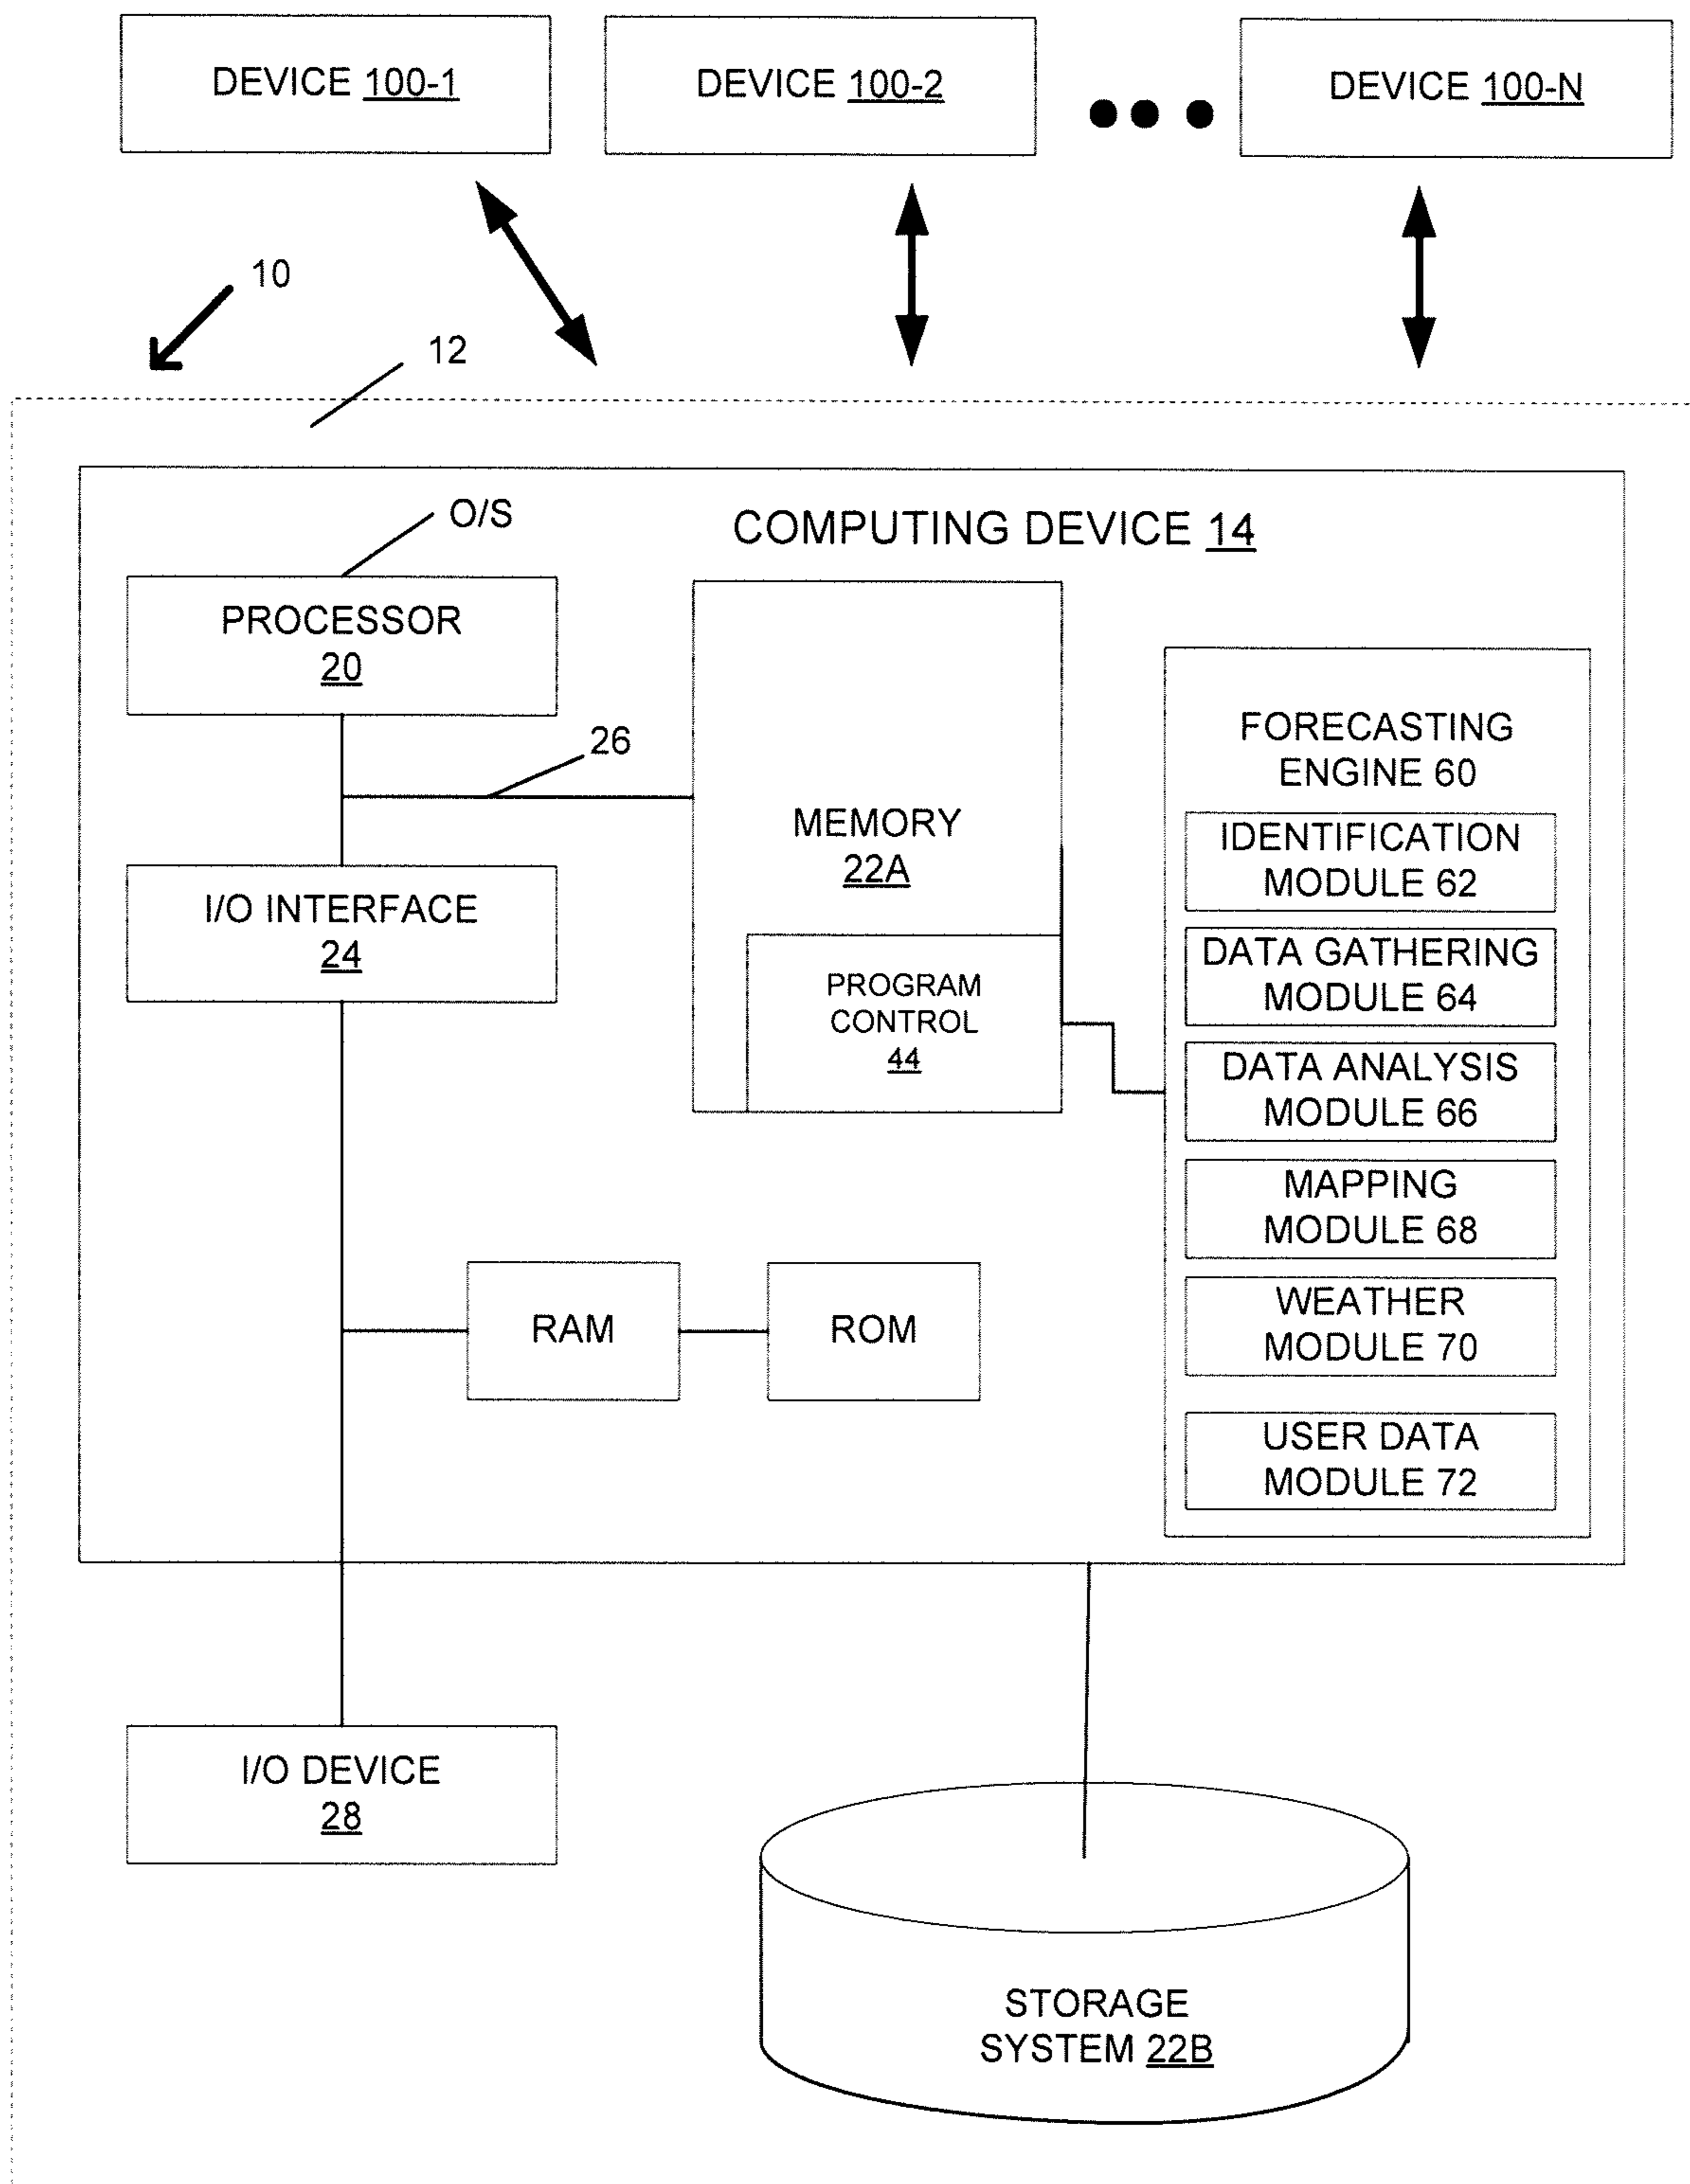 DEVICE 100-1
DEVICE 100-2
DEVICE 100-N
10
12
O/S
COMPUTING DEVICE 14
PROCESSOR
20
26
MEMORY
22A
I/O INTERFACE
24
PROGRAM
CONTROL
44
FORECASTING
ENGINE 60
IDENTIFICATION
MODULE 62
DATA GATHERING
MODULE 64
DATA ANALYSIS
MODULE 66
MAPPING
MODULE 68
WEATHER
MODULE 70
USER DATA
MODULE 72
RAM
ROM
I/O DEVICE
28
STORAGE
SYSTEM 22B